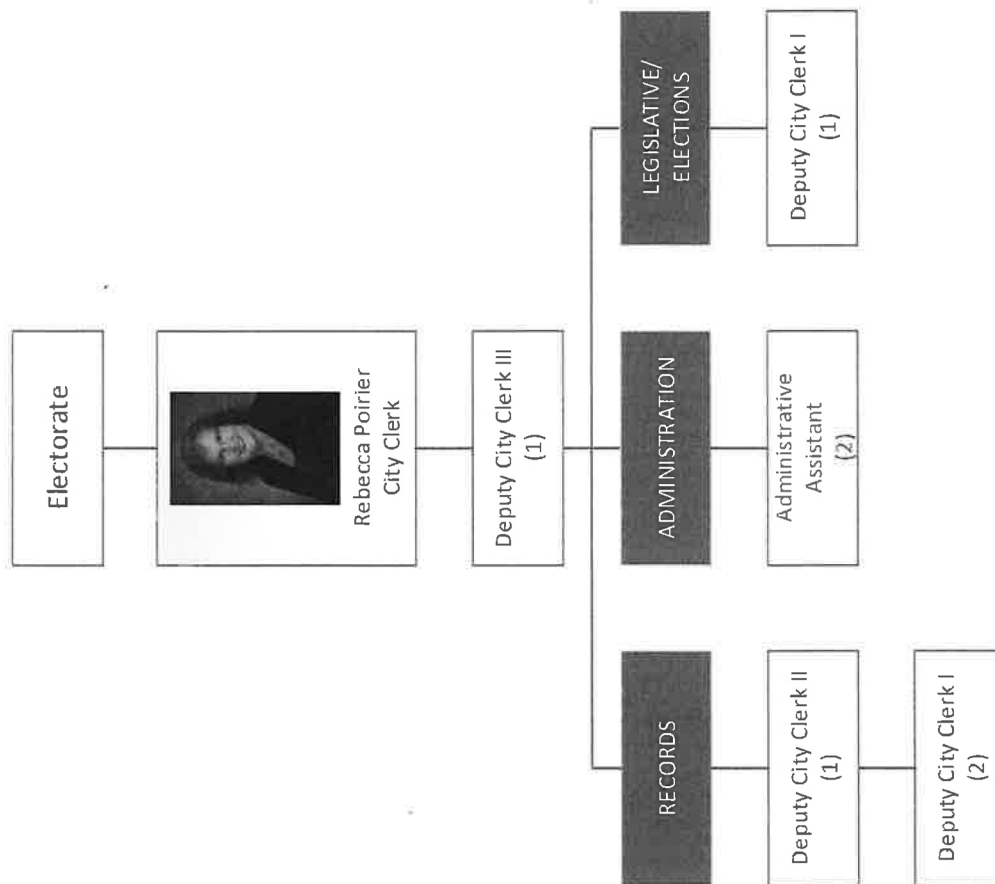 Electorate
Rebecca Poirier
City Clerk
Deputy City Clerk III
(1)
RECORDS
ADMINISTRATION
LEGISLATIVE/
ELECTIONS
Deputy City Clerk II
(1)
Administrative
Assistant
(2)
Deputy City Clerk I
(1)
Deputy City Clerk I
(2)